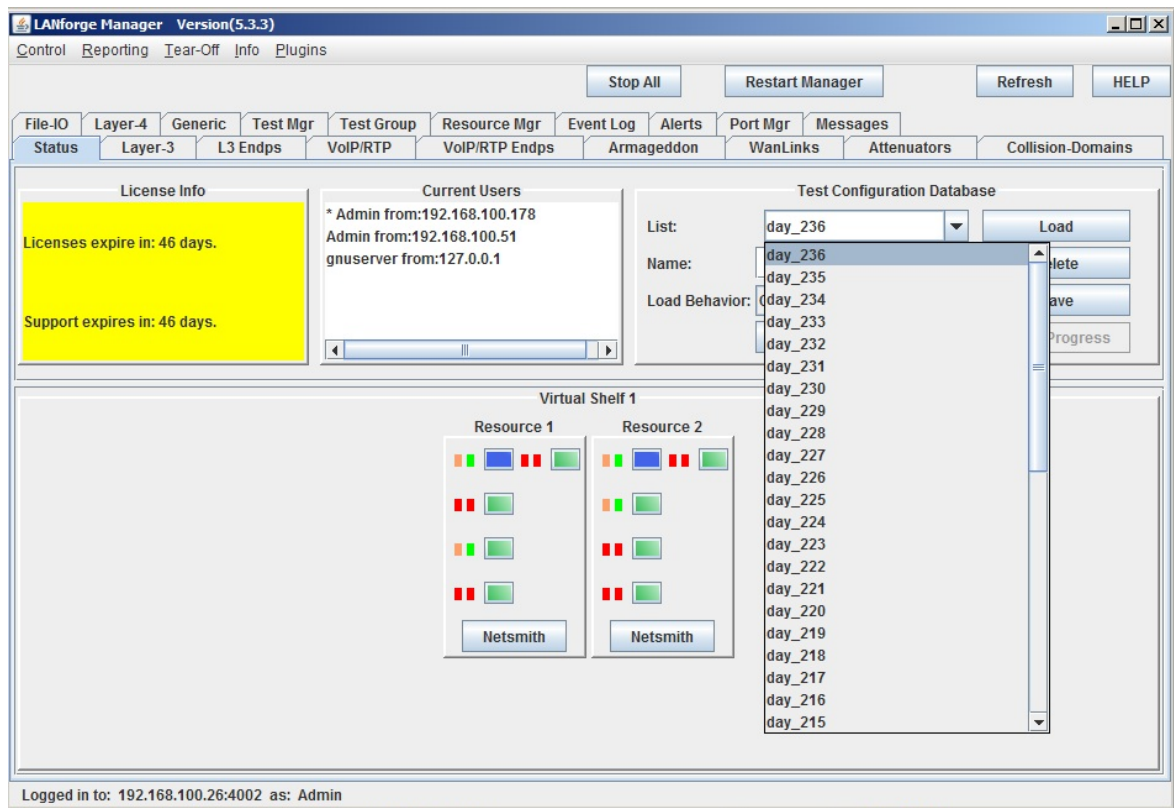 LANforge Manager Version(5.3.3)
Control Reporting Tear-Off Info Plugins
Stop All Restart Manager Refresh HELP
File-IO Layer-4 Generic Test Mgr Test Group Resource Mgr Event Log Alerts Port Mgr Messages
Status Layer-3 L3 Endps VoIP/RTP VoIP/RTP Endps Armageddon WanLinks Attenuators Collision-Domains
License Info
Licenses expire in: 46 days.
Support expires in: 46 days.
Current Users
* Admin from:192.168.100.178
Admin from:192.168.100.51
gnuserver from:127.0.0.1
Test Configuration Database
List: day_236 Load
Name: elete
Load Behavior: ave
Progress
day_236
day_235
day_234
day_233
day_232
day_231
day_230
day_229
day_228
day_227
day_226
day_225
day_224
day_223
day_222
day_221
day_220
day_219
day_218
day_217
day_216
day_215
Virtual Shelf 1
Resource 1 Resource 2
Netsmith Netsmith
Logged in to: 192.168.100.26:4002 as: Admin